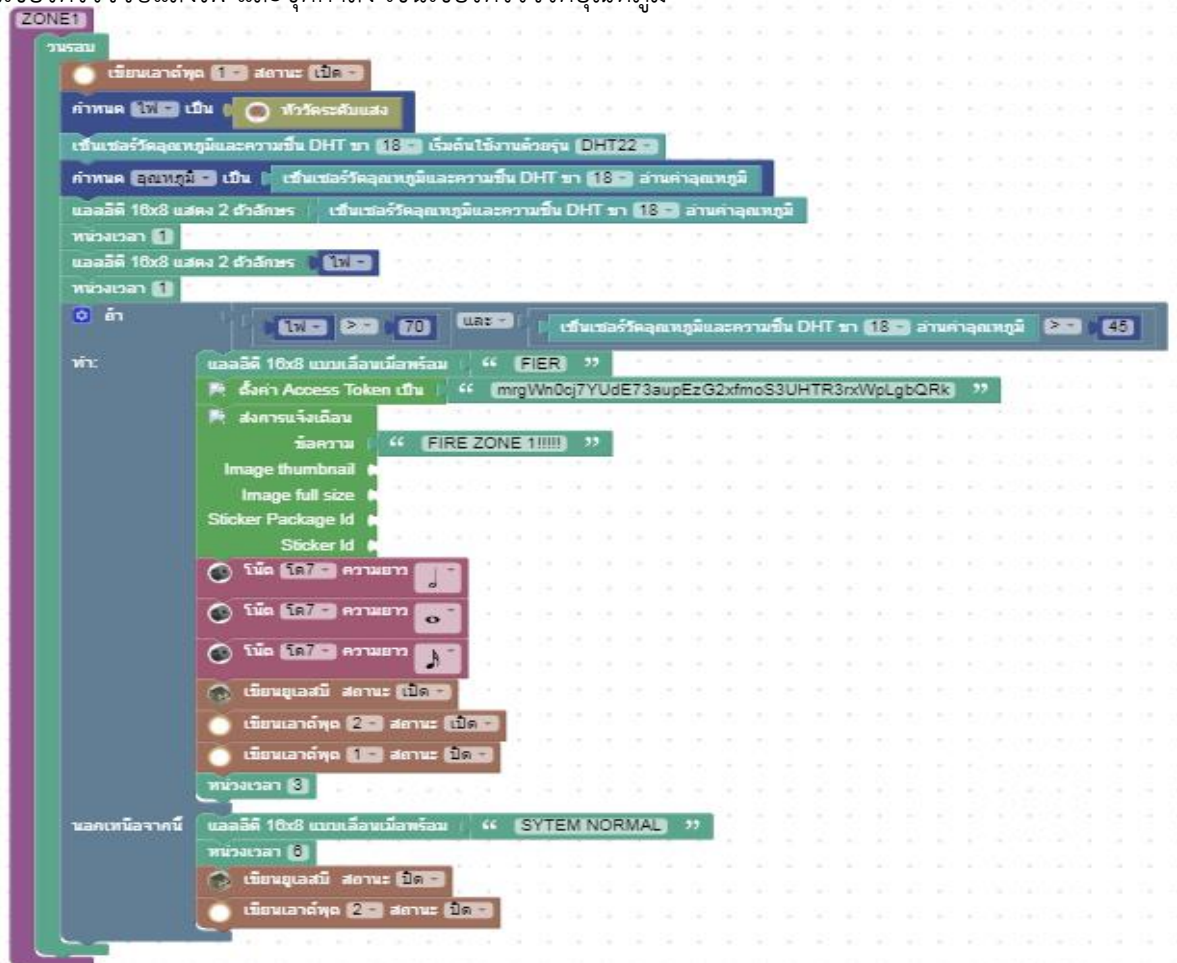 ZONE1
วนรอบ
เขียนเอาต์พุต 1 สถานะ เปิด
กำหนด ไฟ เป็น หัววัดระดับแสง
เซ็นเซอร์วัดอุณหภูมิและความชื้น DHT ขา 18 เริ่มต้นใช้งานด้วยรุ่น DHT22
กำหนด อุณหภูมิ เป็น เซ็นเซอร์วัดอุณหภูมิและความชื้น DHT ขา 18 อ่านค่าอุณหภูมิ
แอลอีดี 16x8 แสดง 2 ตัวอักษร เซ็นเซอร์วัดอุณหภูมิและความชื้น DHT ขา 18 อ่านค่าอุณหภูมิ
หน่วงเวลา 1
แอลอีดี 16x8 แสดง 2 ตัวอักษร ไฟ
หน่วงเวลา 1
ถ้า ไฟ > 70 และ เซ็นเซอร์วัดอุณหภูมิและความชื้น DHT ขา 18 อ่านค่าอุณหภูมิ > 45
ทำ: แอลอีดี 16x8 แบบเลื่อนเมื่อพร้อม “ FIER ”
ตั้งค่า Access Token เป็น “ mrgWn0cj7YUdE73aupEzG2xfmoS3UHTR3rxWpLgbQRk ”
ส่งการแจ้งเตือน
ข้อความ “ FIRE ZONE 1!!!!! ”
Image thumbnail
Image full size
Sticker Package Id
Sticker Id
โน๊ต โด7 ความยาว
โน๊ต โด7 ความยาว
โน๊ต โด7 ความยาว
เขียนยูเอสบี สถานะ เปิด
เขียนเอาต์พุต 2 สถานะ เปิด
เขียนเอาต์พุต 1 สถานะ ปิด
หน่วงเวลา 3
นอกเหนือจากนี้ แอลอีดี 16x8 แบบเลื่อนเมื่อพร้อม “ SYTEM NORMAL ”
หน่วงเวลา 6
เขียนยูเอสบี สถานะ ปิด
เขียนเอาต์พุต 2 สถานะ ปิด